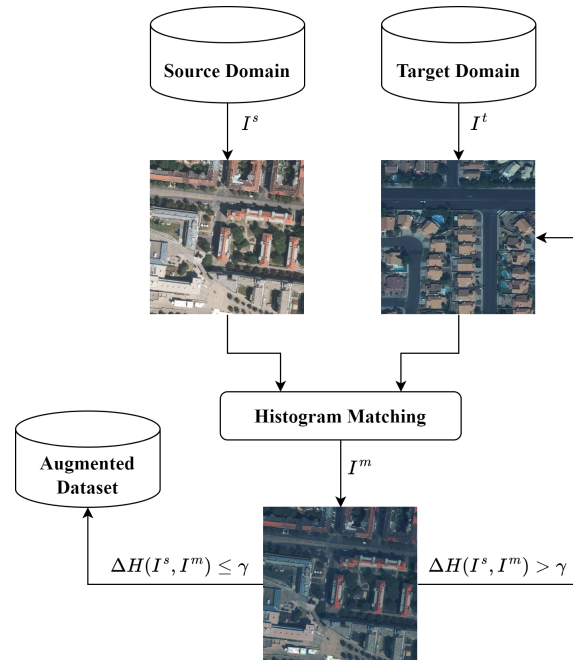 Source Domain
Target Domain
I^s
I^t
Histogram Matching
Augmented
Dataset
I^m
ΔH(I^s, I^m) ≤ γ
ΔH(I^s, I^m) > γ